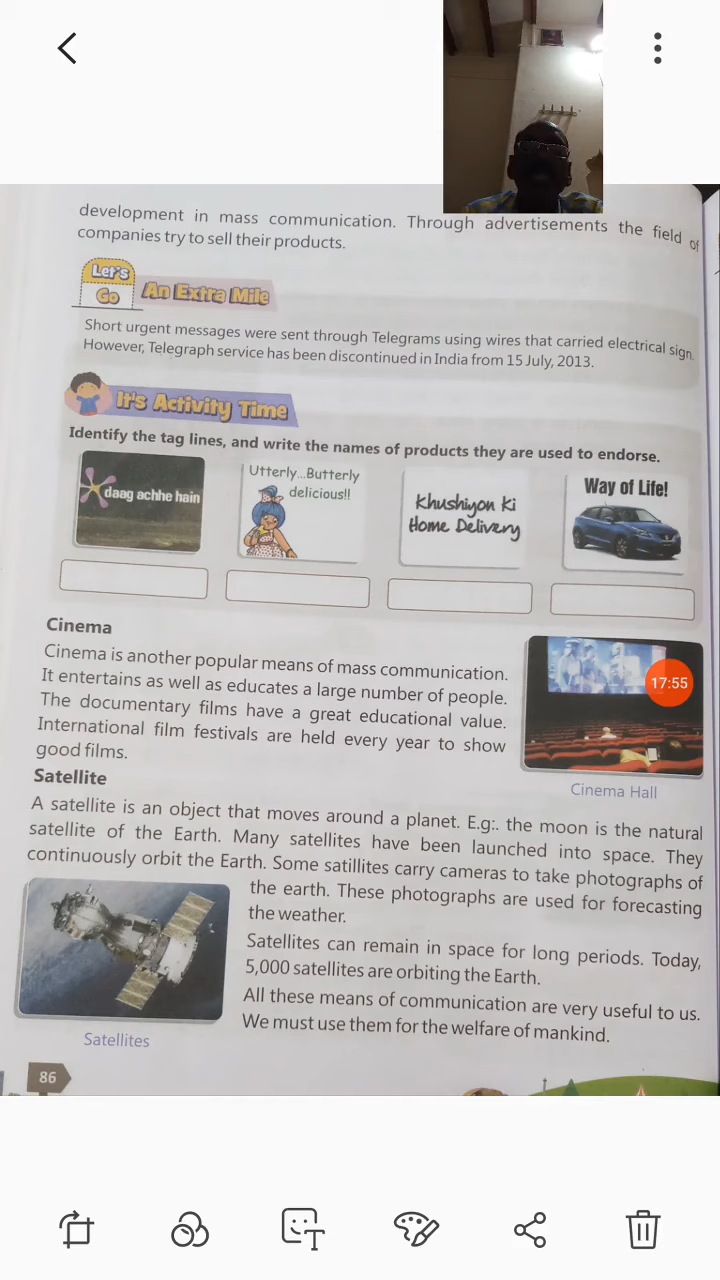 development in mass communication. Through advertisements the field of
companies try to sell their products.
Let's
Go
An Extra Mile
Short urgent messages were sent through Telegrams using wires that carried electrical sign
However, Telegraph service has been discontinued in India from 15 July, 2013.
It's Activity Time
Identify the tag lines, and write the names of products they are used to endorse.
daag achhe hain
Utterly...Butterly
delicious!!
Khushiyon Ki
Home Delivery
Way of Life!
Cinema
Cinema is another popular means of mass communication.
It entertains as well as educates a large number of people.
The documentary films have a great educational value.
International film festivals are held every year to show
good films.
17:55
Cinema Hall
Satellite
A satellite is an object that moves around a planet. E.g:. the moon is the natural
satellite of the Earth. Many satellites have been launched into space. They
continuously orbit the Earth. Some satillites carry cameras to take photographs of
the earth. These photographs are used for forecasting
the weather.
Satellites can remain in space for long periods. Today,
5,000 satellites are orbiting the Earth.
All these means of communication are very useful to us.
We must use them for the welfare of mankind.
Satellites
86
T